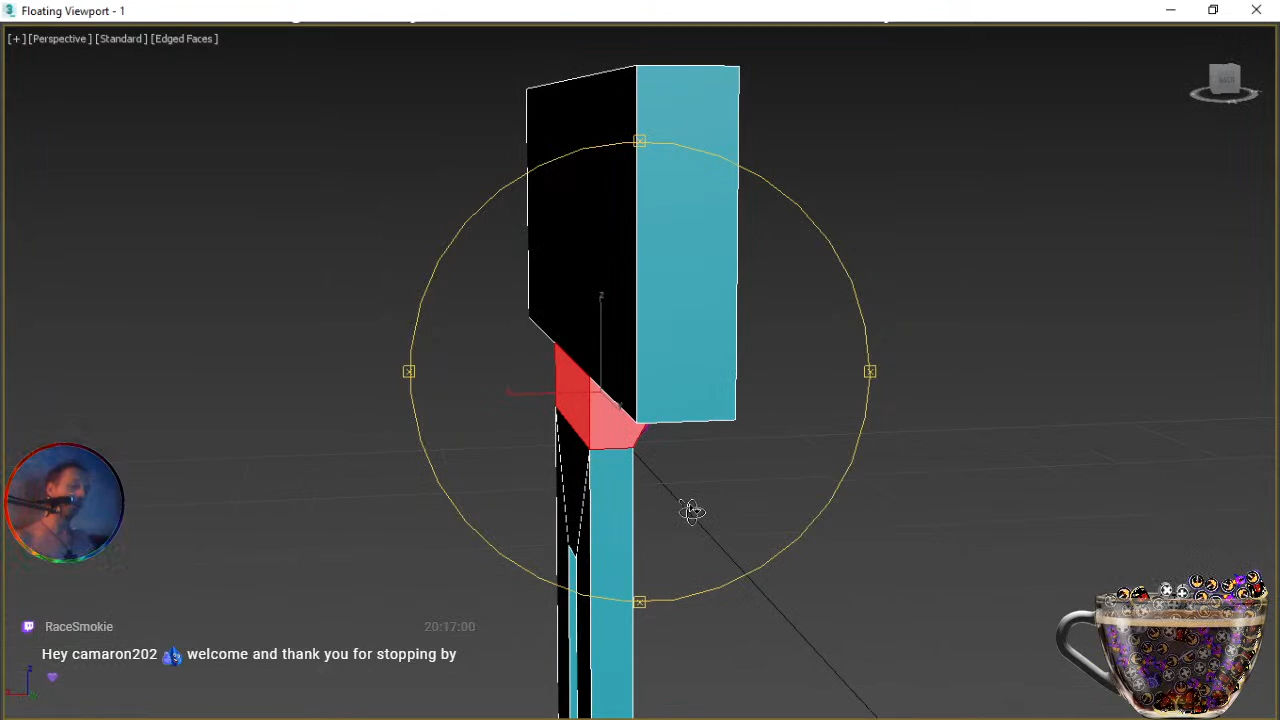 Floating Viewport - 1
[+] [Perspective] [Standard] [Edged Faces]
BACK
z
RaceSmokie 20:17:00
Hey camaron202 welcome and thank you for stopping by
z